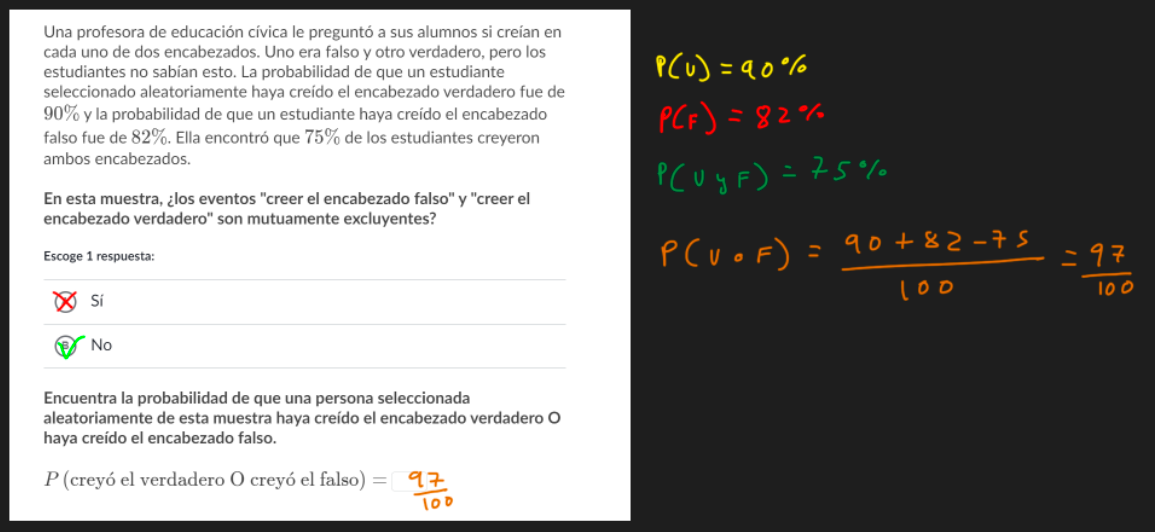 Una profesora de educación cívica le preguntó a sus alumnos si creían en
cada uno de dos encabezados. Uno era falso y otro verdadero, pero los
estudiantes no sabían esto. La probabilidad de que un estudiante
seleccionado aleatoriamente haya creído el encabezado verdadero fue de
90% y la probabilidad de que un estudiante haya creído el encabezado
falso fue de 82%. Ella encontró que 75% de los estudiantes creyeron
ambos encabezados.
En esta muestra, ¿los eventos "creer el encabezado falso" y "creer el
encabezado verdadero" son mutuamente excluyentes?
Escoge 1 respuesta:
Sí
B No
Encuentra la probabilidad de que una persona seleccionada
aleatoriamente de esta muestra haya creído el encabezado verdadero O
haya creído el encabezado falso.
P (creyó el verdadero O creyó el falso) = 97/100
P(V) = 90%
P(F) = 82%
P(V y F) = 75%
P(V o F) = 90 + 82 - 75 / 100 = 97/100